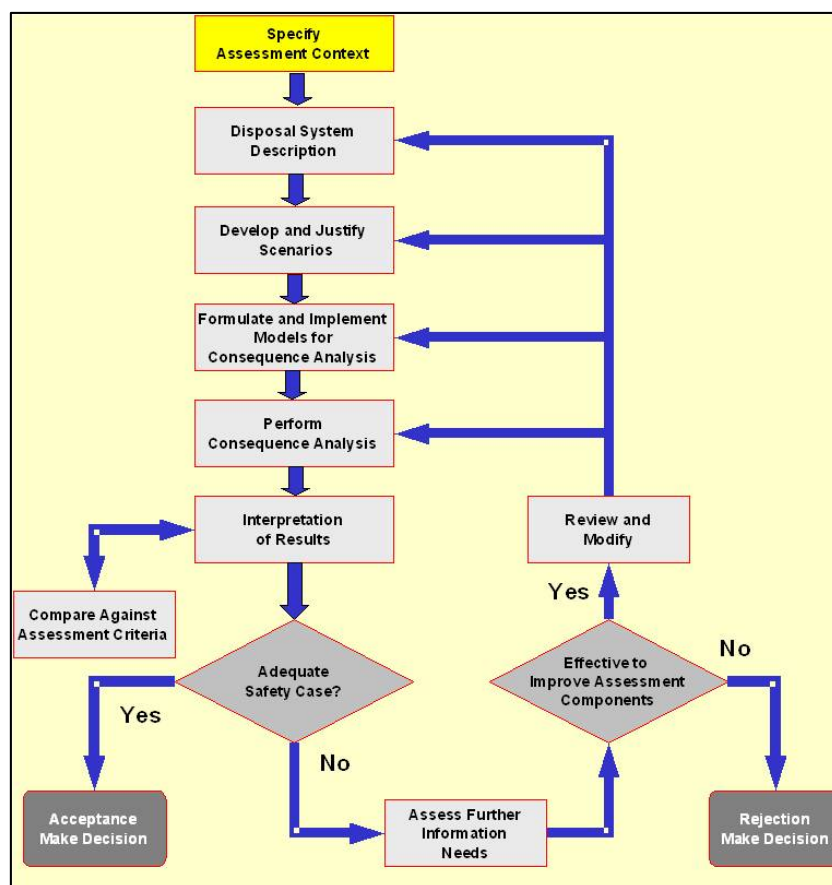 Specify
Assessment Context
Disposal System
Description
Develop and Justify
Scenarios
Formulate and Implement
Models for
Consequence Analysis
Perform
Consequence Analysis
Interpretation
of Results
Review and
Modify
Compare Against
Assessment Criteria
Yes
Adequate
Safety Case?
Effective to
Improve Assessment
Components
No
Yes
No
Acceptance
Make Decision
Assess Further
Information
Needs
Rejection
Make Decision